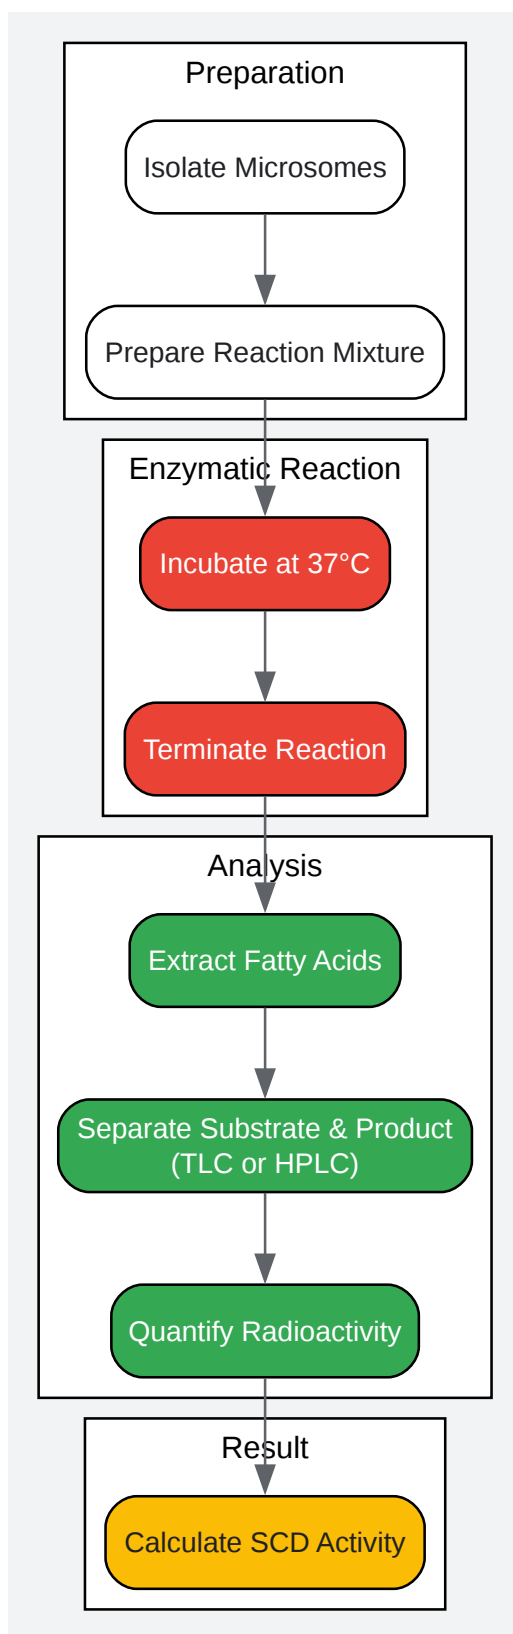 Preparation
Isolate Microsomes
Prepare Reaction Mixture
Enzymatic Reaction
Incubate at 37°C
Terminate Reaction
Analysis
Extract Fatty Acids
Separate Substrate & Product
(TLC or HPLC)
Quantify Radioactivity
Result
Calculate SCD Activity